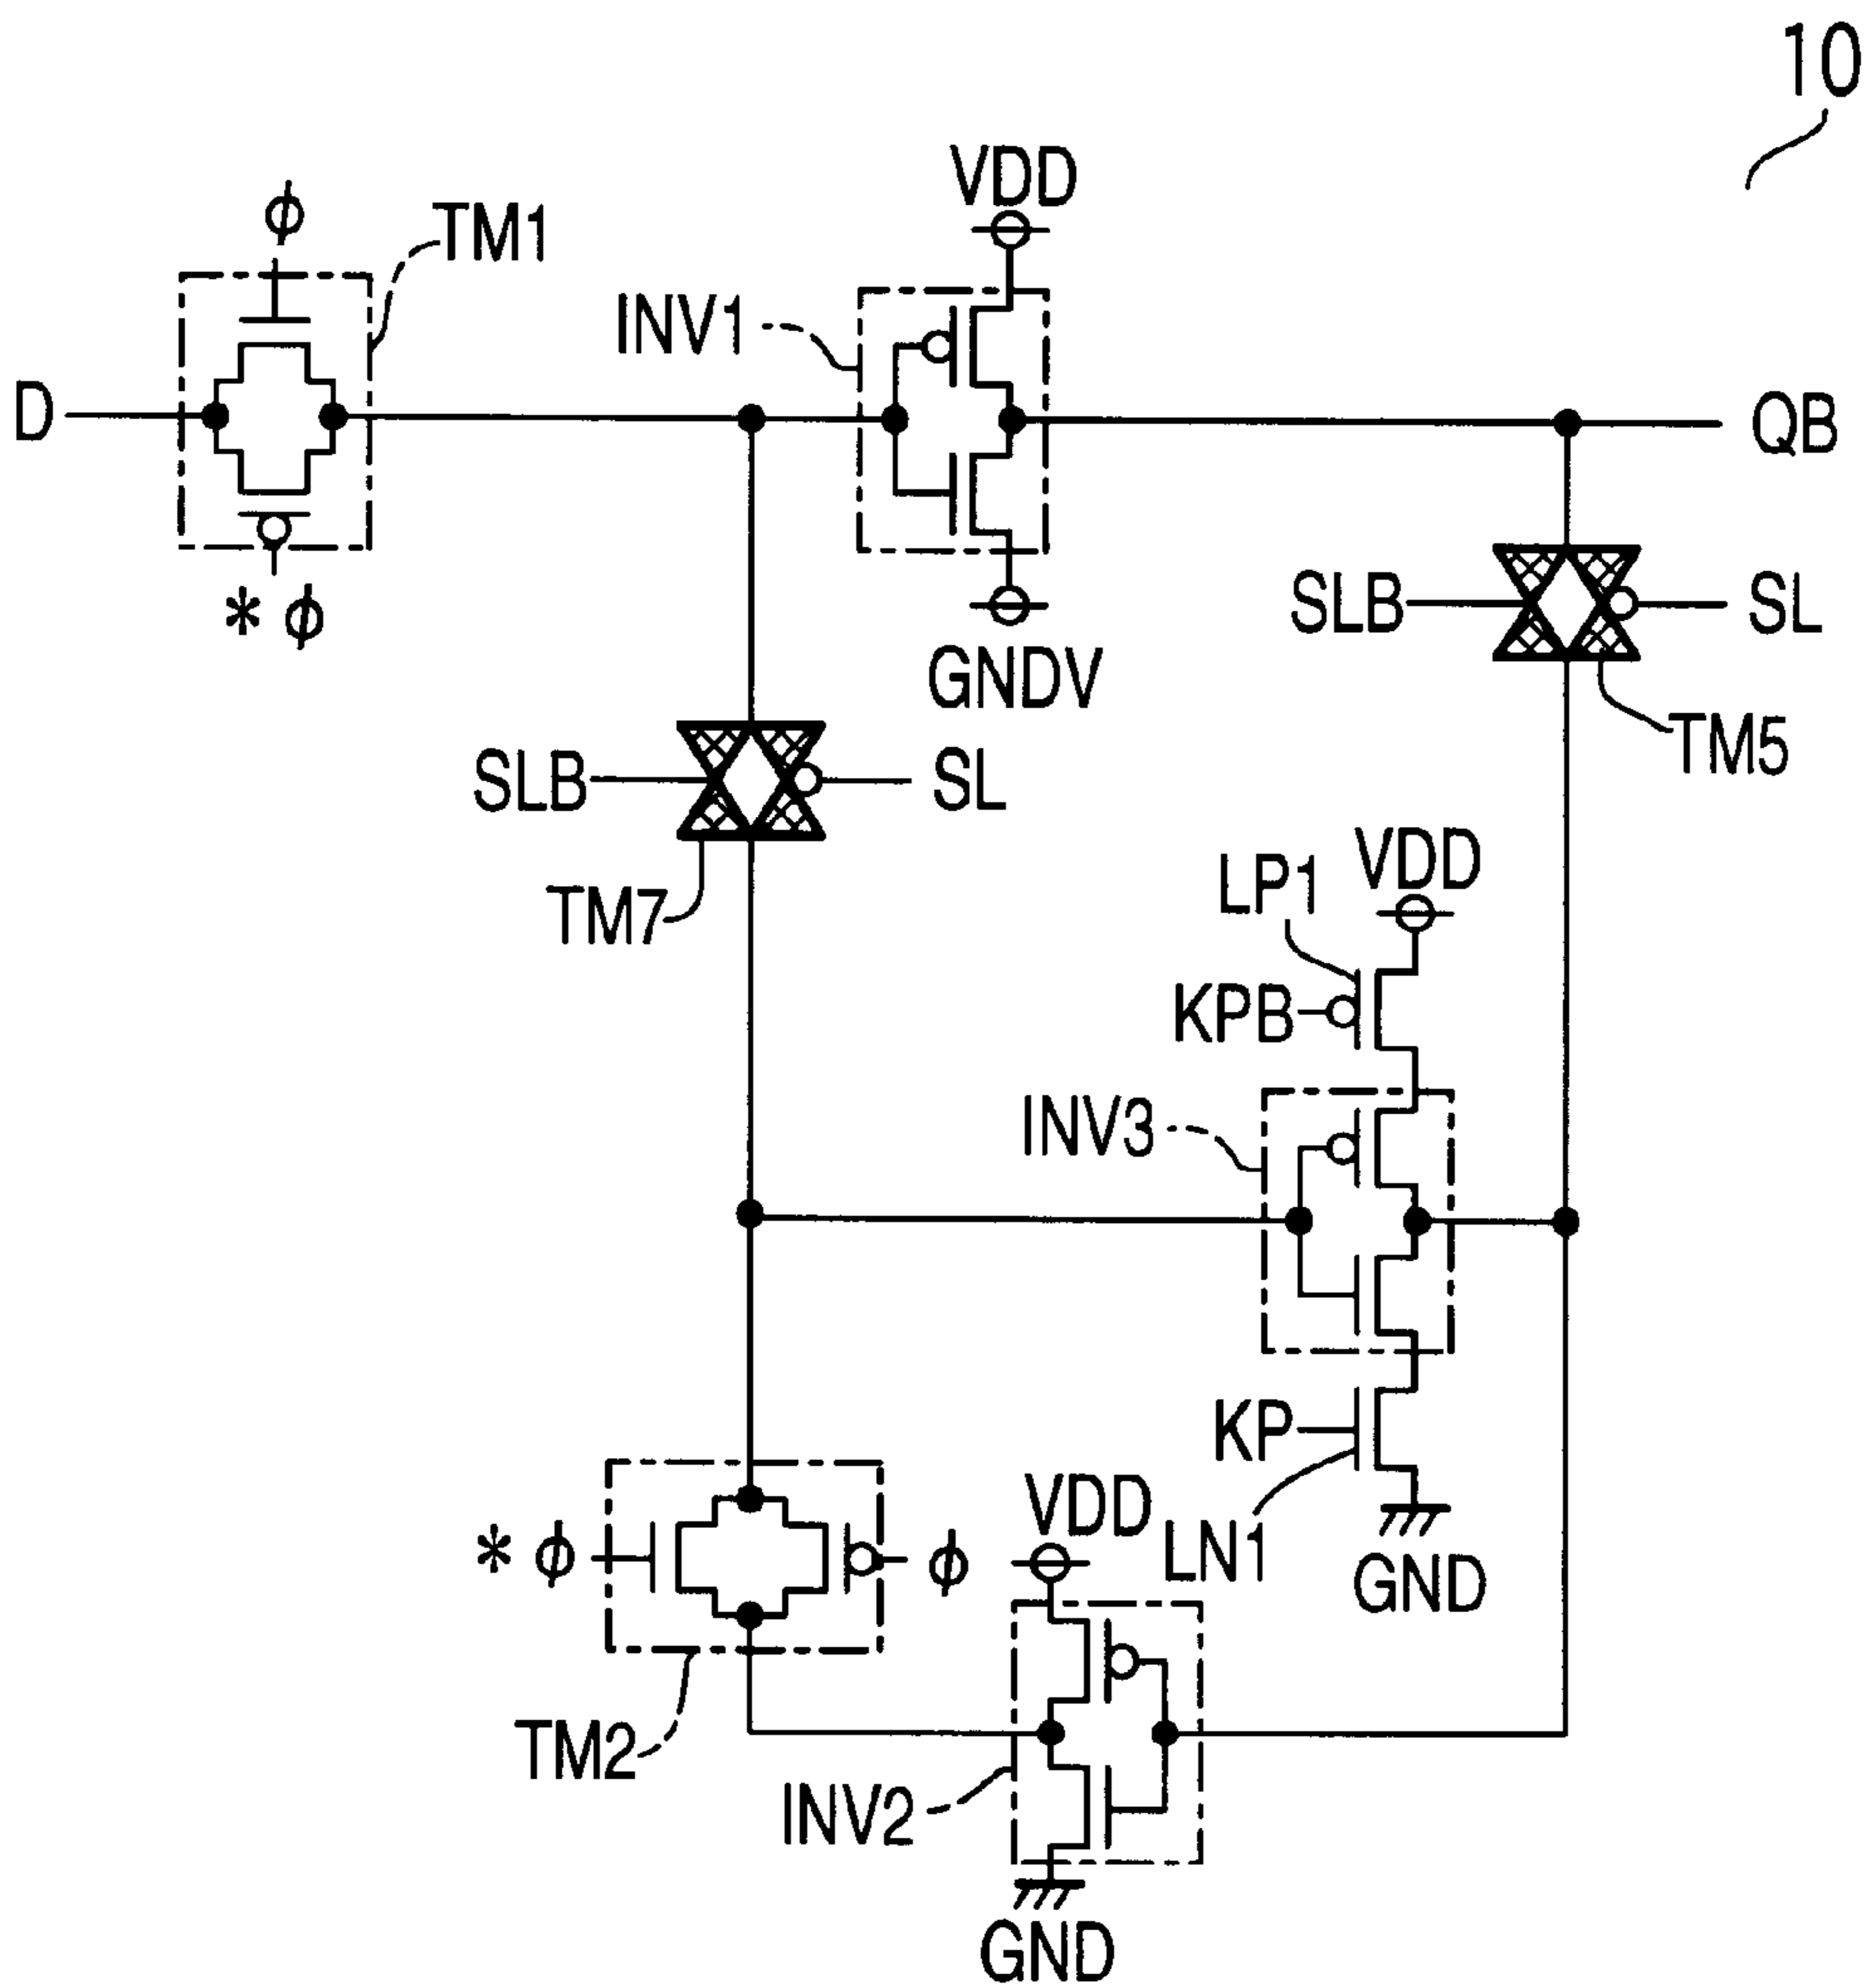 10
VDD
ϕ
TM1
INV1
D
QB
* ϕ
SLB
SL
GNDV
TM5
SLB
SL
VDD
LP1
TM7
KPB
INV3
KP
VDD
LN1
* ϕ
ϕ
GND
TM2
INV2
GND